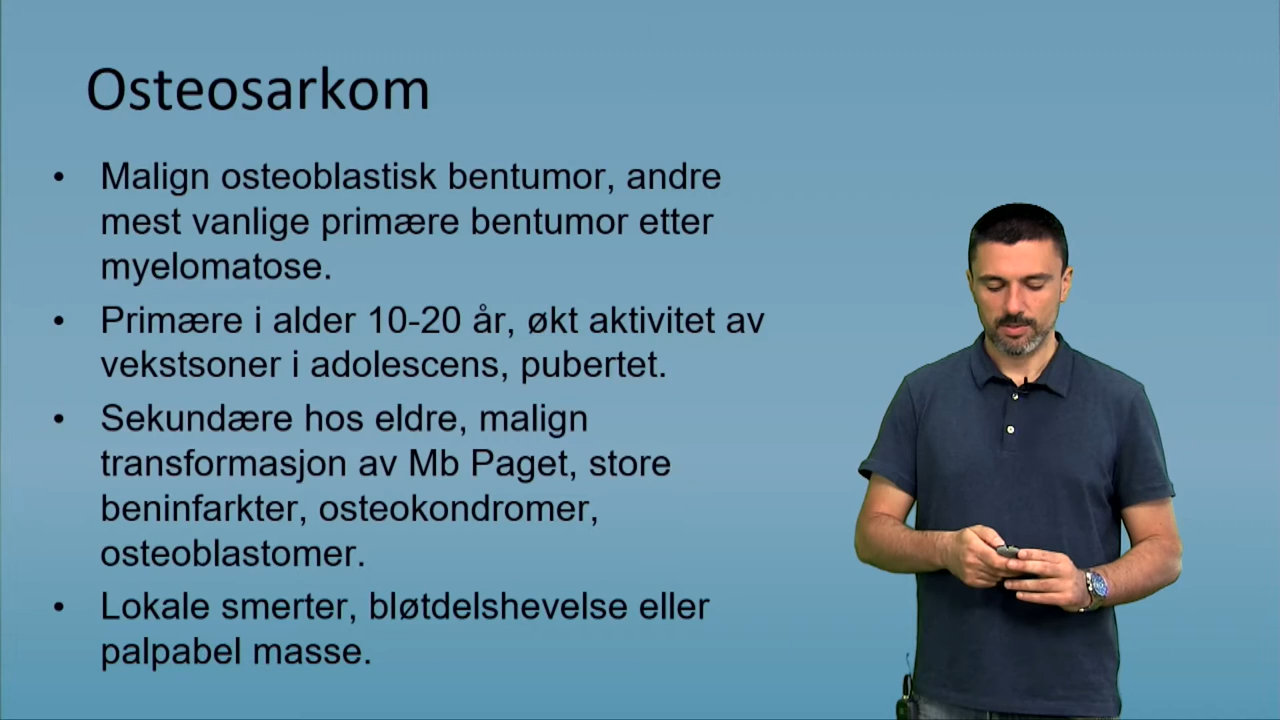 Osteosarkom
• Malign osteoblastisk bentumor, andre
mest vanlige primære bentumor etter
myelomatose.
• Primære i alder 10-20 år, økt aktivitet av
vekstsoner i adolescens, pubertet.
• Sekundære hos eldre, malign
transformasjon av Mb Paget, store
beninfarkter, osteokondromer,
osteoblastomer.
• Lokale smerter, bløtdelshevelse eller
palpabel masse.